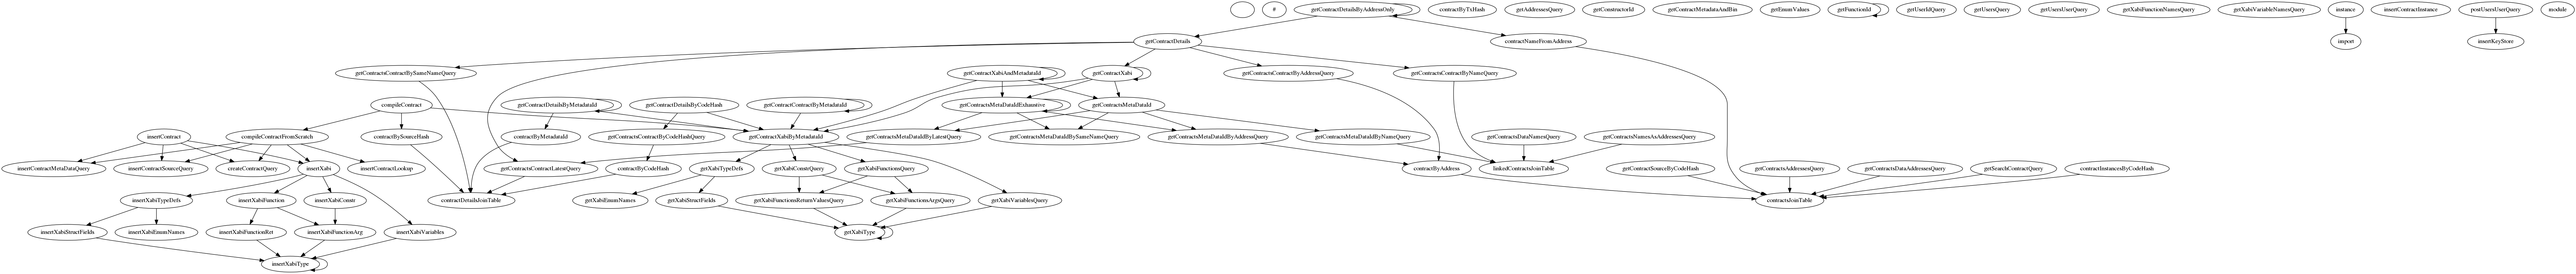 #
getContractDetailsByAddressOnly
contractByTxHash
getAddressesQuery
getConstructorId
getContractMetadataAndBin
getEnumValues
getFunctionId
getUserIdQuery
getUsersQuery
getUsersUserQuery
getXabiFunctionNamesQuery
getXabiVariableNamesQuery
instance
insertContractInstance
postUsersUserQuery
module
getContractDetails
contractNameFromAddress
import
insertKeyStore
getContractsContractBySameNameQuery
getContractXabiAndMetadataId
getContractXabi
getContractsContractByAddressQuery
getContractsContractByNameQuery
compileContract
getContractDetailsByMetadataId
getContractDetailsByCodeHash
getContractContractByMetadataId
getContractsMetaDataIdExhaustive
getContractsMetaDataId
insertContract
compileContractFromScratch
contractBySourceHash
contractByMetadataId
getContractsContractByCodeHashQuery
getContractXabiByMetadataId
getContractsMetaDataIdByLatestQuery
getContractsMetaDataIdBySameNameQuery
getContractsMetaDataIdByAddressQuery
getContractsMetaDataIdByNameQuery
getContractsDataNamesQuery
getContractsNamesAsAddressesQuery
insertContractMetaDataQuery
insertContractSourceQuery
createContractQuery
insertXabi
insertContractLookup
getContractsContractLatestQuery
contractByCodeHash
getXabiTypeDefs
getXabiConstrQuery
getXabiFunctionsQuery
contractByAddress
linkedContractsJoinTable
getContractSourceByCodeHash
getContractsAddressesQuery
getContractsDataAddressesQuery
getSearchContractQuery
contractInstancesByCodeHash
insertXabiTypeDefs
insertXabiFunction
insertXabiConstr
contractDetailsJoinTable
getXabiEnumNames
getXabiStructFields
getXabiFunctionsReturnValuesQuery
getXabiFunctionsArgsQuery
getXabiVariablesQuery
contractsJoinTable
insertXabiStructFields
insertXabiEnumNames
insertXabiFunctionRet
insertXabiFunctionArg
insertXabiVariables
getXabiType
insertXabiType